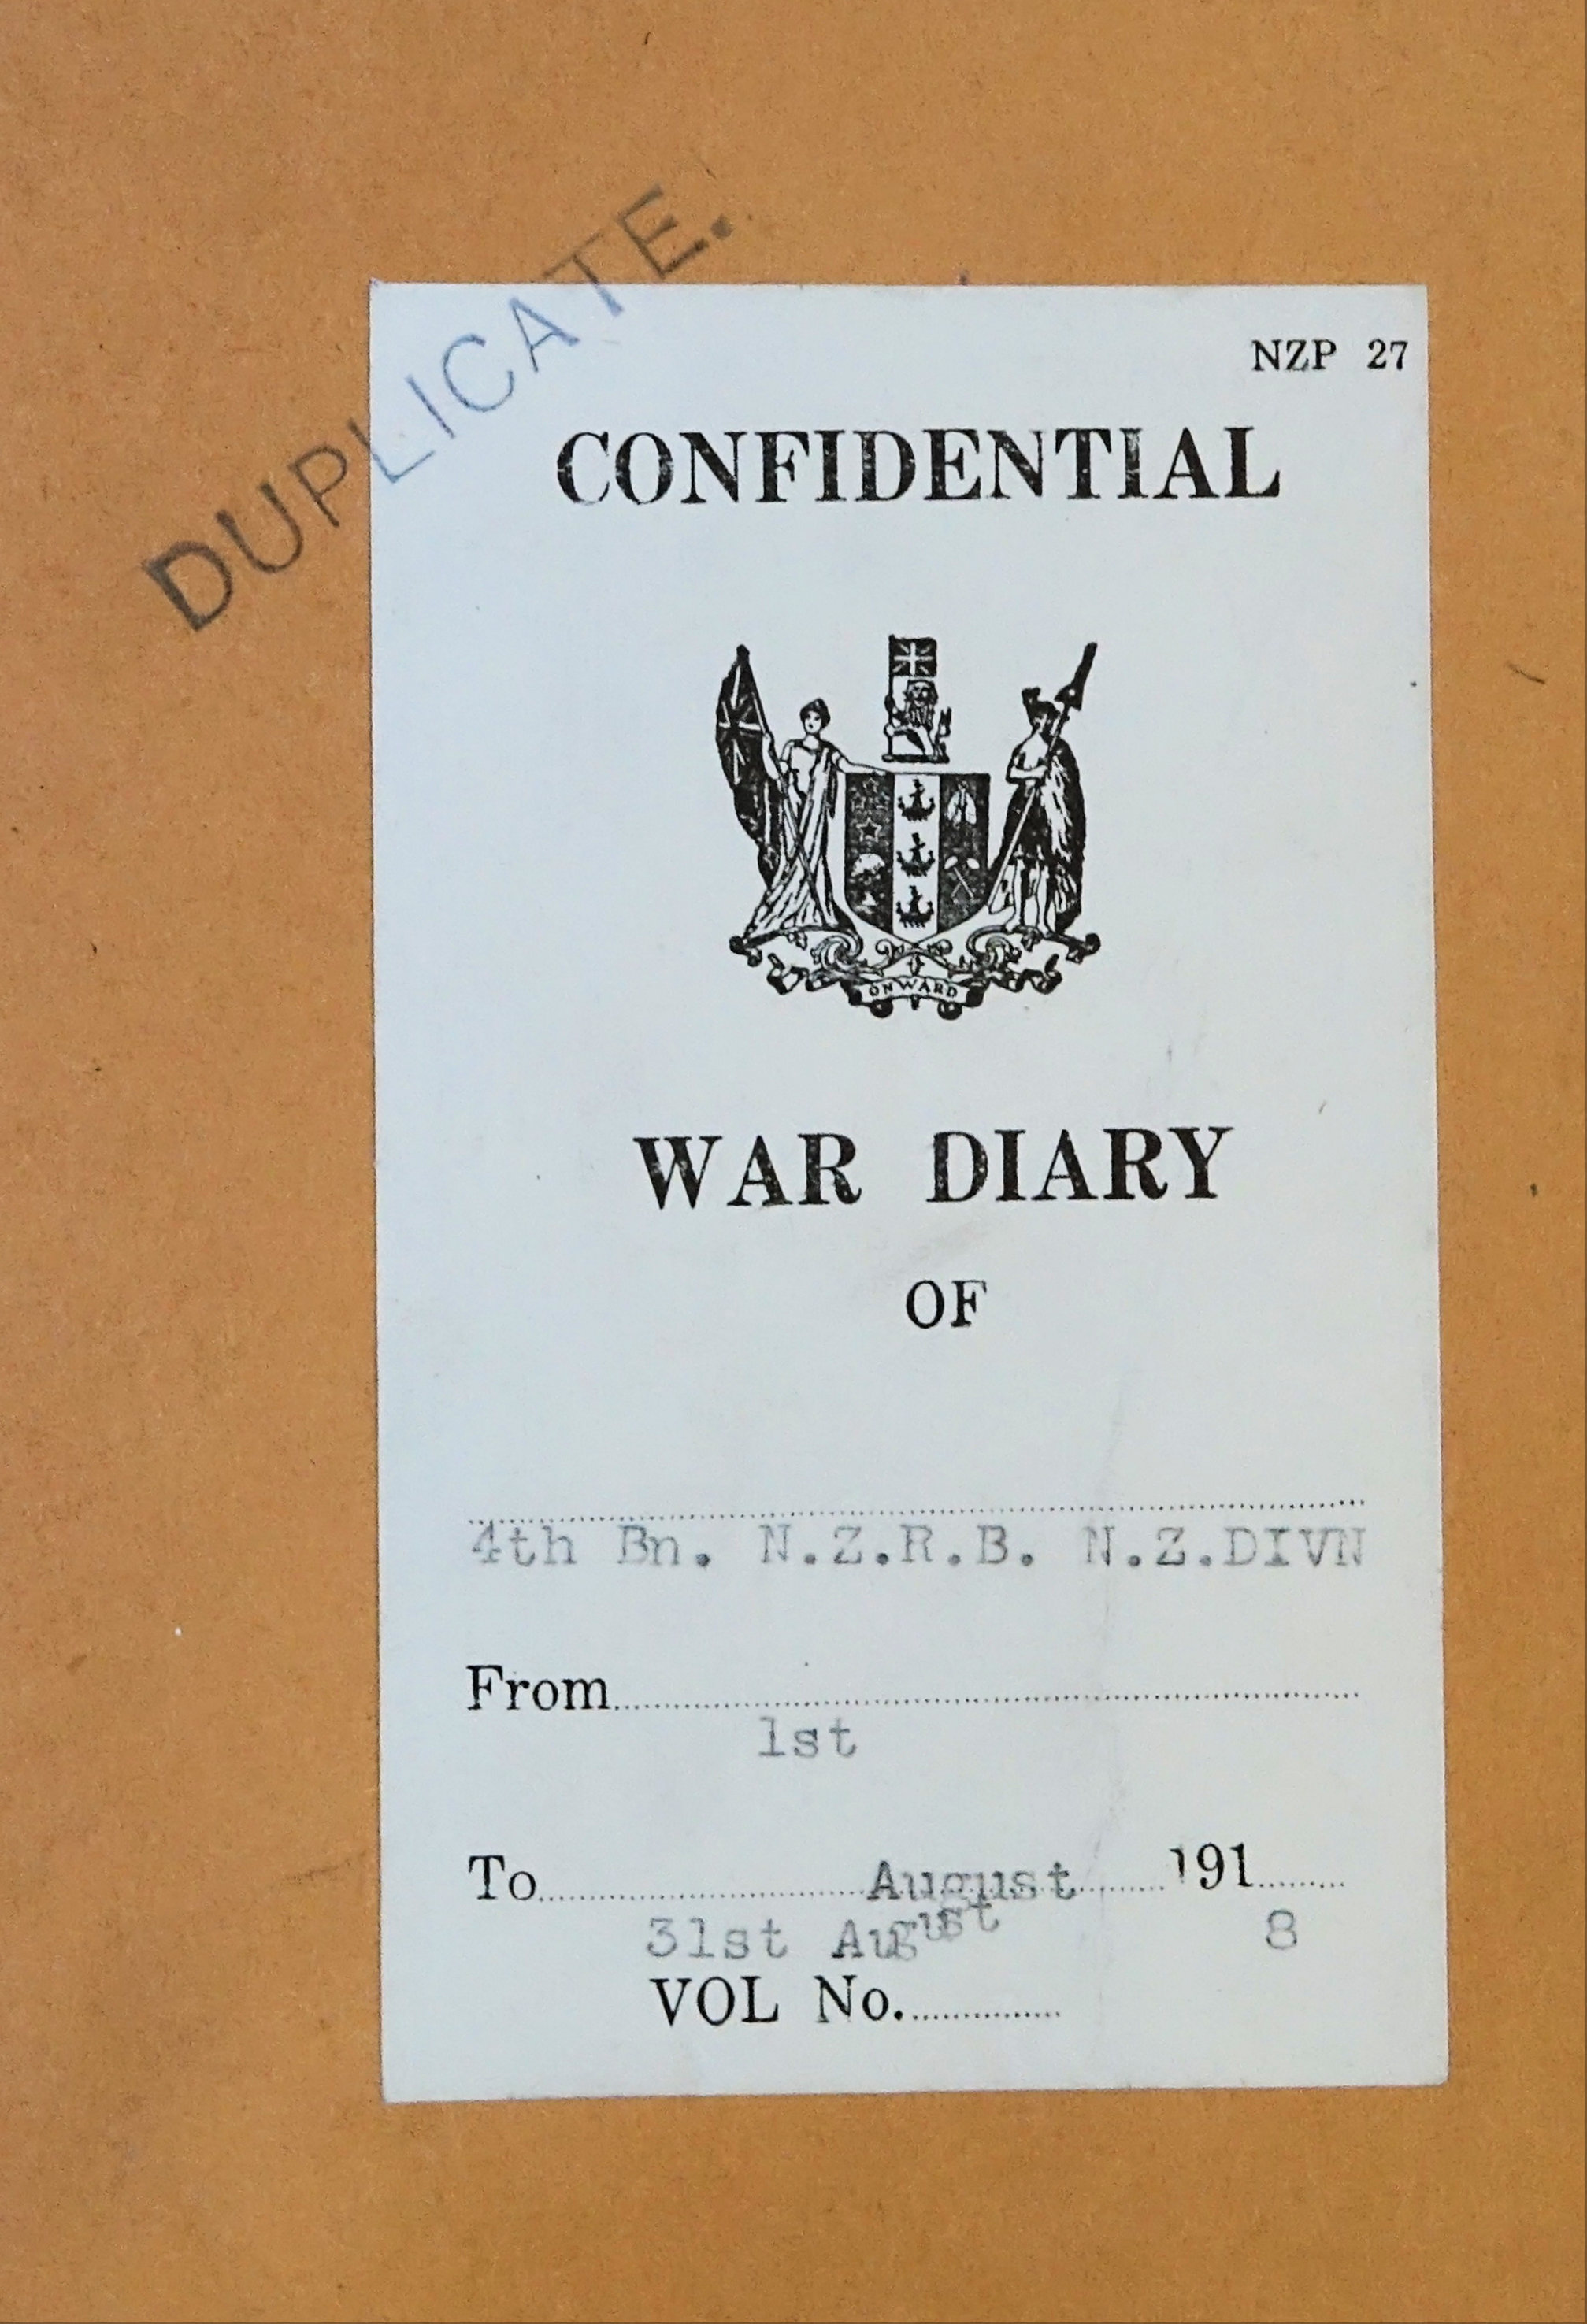 DUPLICATE.
NZP 27
CONFIDENTIAL
ONWARD
WAR DIARY
OF
4th Bn. N.Z.R.B. N.Z.DIVN
From
1st
To August 191
31st August 8
VOL No.